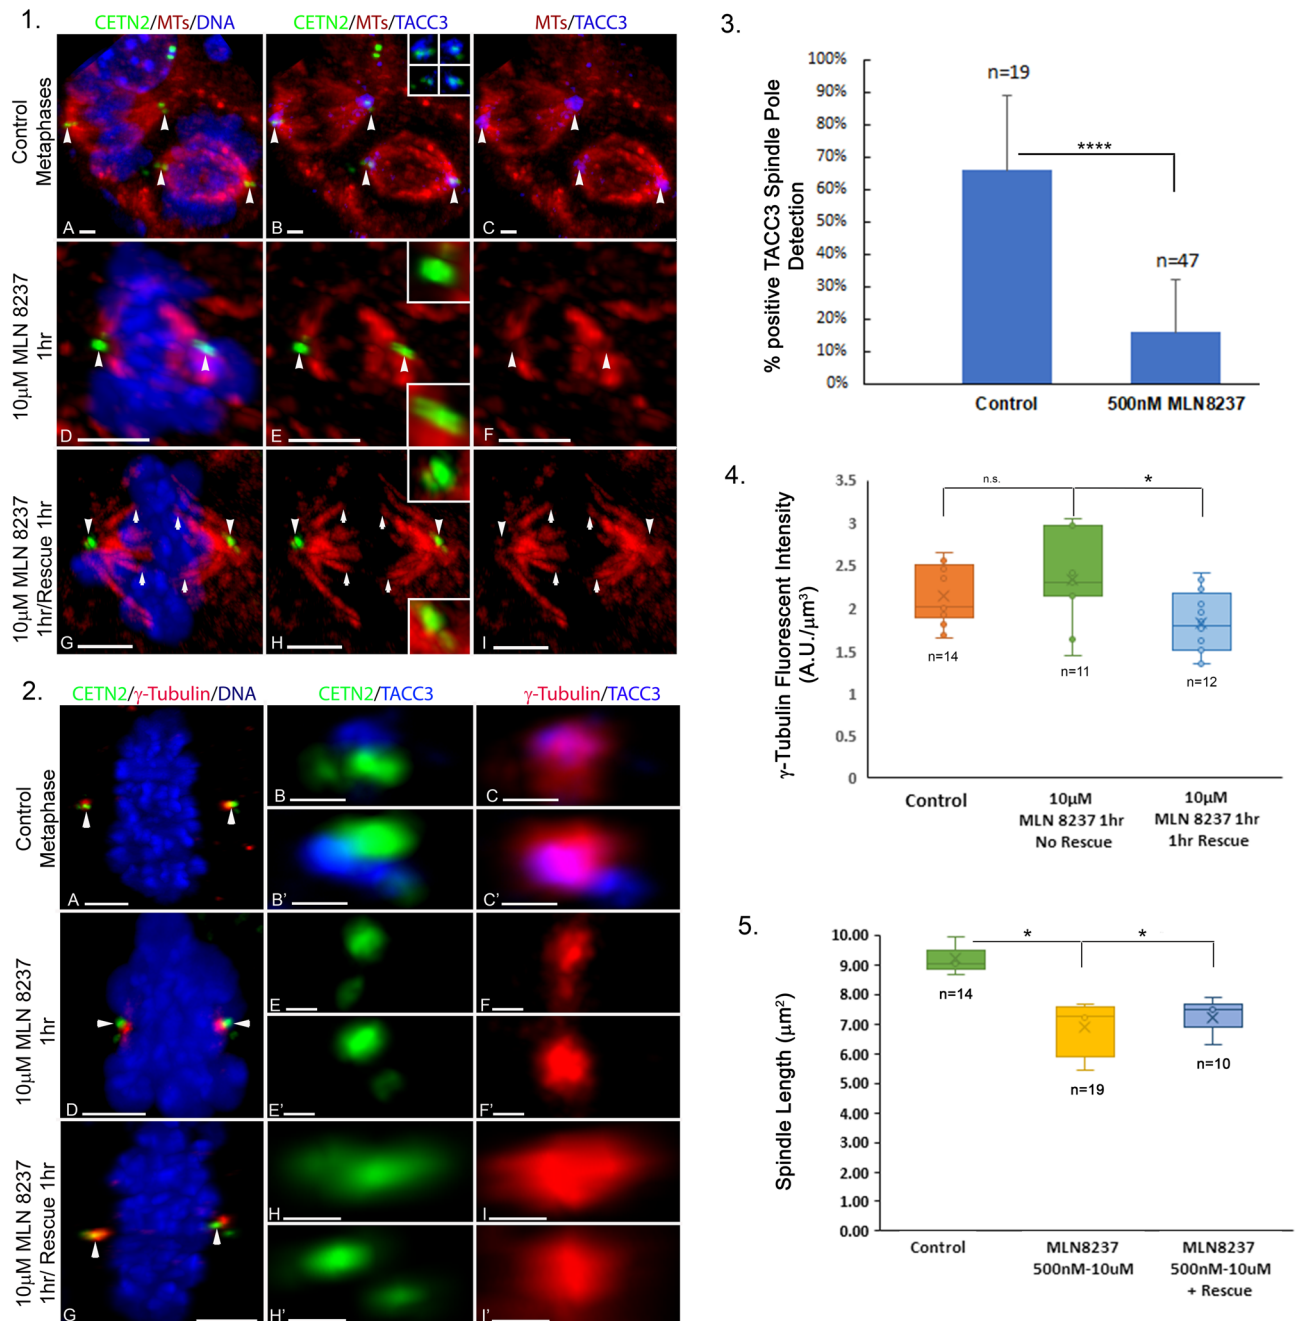 1.
CETN2/MTs/DNA
CETN2/MTs/TACC3
MTs/TACC3
Control
Metaphases
A
B
C
10µM MLN 8237
1hr
D
E
F
10µM MLN 8237
1hr/Rescue 1hr
G
H
I
2.
CETN2/γ-Tubulin/DNA
CETN2/TACC3
γ-Tubulin/TACC3
Control
Metaphase
A
B
C
B'
C'
10µM MLN 8237
1hr
D
E
F
E'
F'
10µM MLN 8237
1hr/ Rescue 1hr
G
H
I
H'
I'
3.
% positive TACC3 Spindle Pole
Detection
100%
90%
80%
70%
60%
50%
40%
30%
20%
10%
0%
n=19
****
n=47
Control
500nM MLN8237
4.
γ-Tubulin Fluorescent Intensity
(A.U./µm³)
3.5
3
2.5
2
1.5
1
0.5
0
n.s.
*
n=14
n=11
n=12
Control
10µM
MLN 8237 1hr
No Rescue
10µM
MLN 8237 1hr
1hr Rescue
5.
Spindle Length (µm²)
10.00
9.00
8.00
7.00
6.00
5.00
4.00
3.00
2.00
1.00
0.00
*
*
n=14
n=19
n=10
Control
MLN8237
500nM-10uM
MLN8237
500nM-10uM
+ Rescue